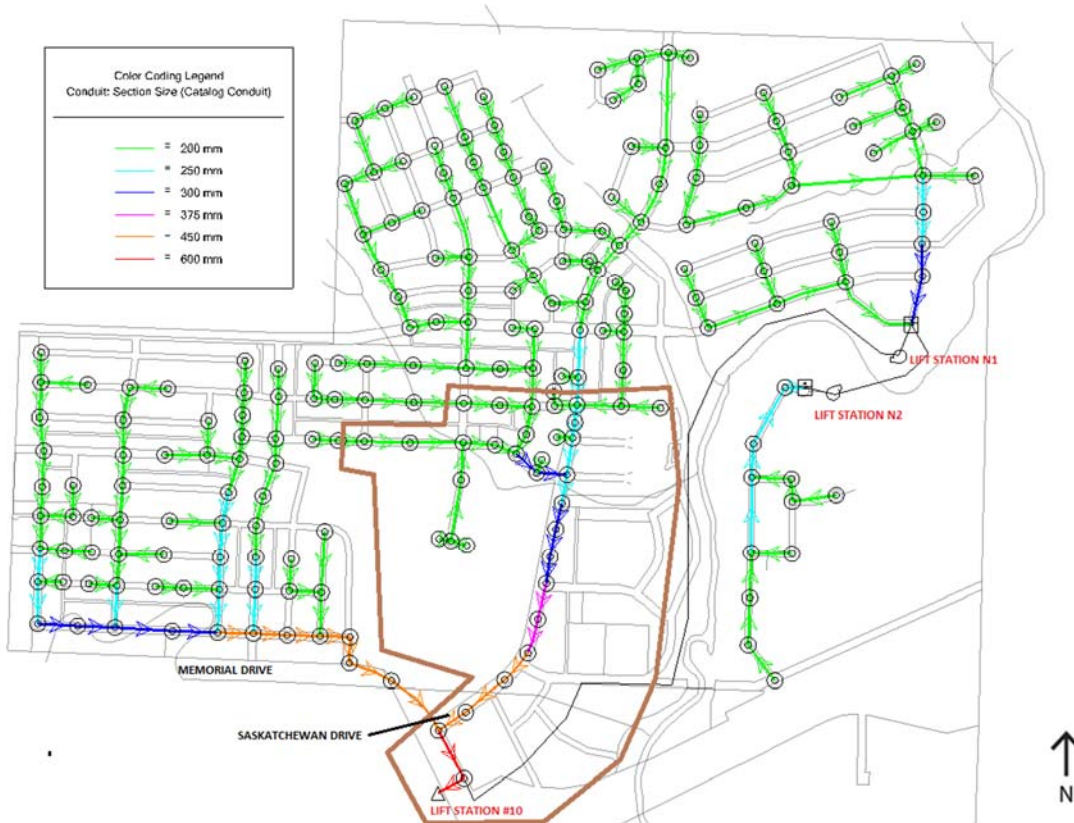 Color Coding Legend
Conduit: Section Size (Catalog Conduit)
= 200 mm
= 250 mm
= 300 mm
= 375 mm
= 450 mm
= 600 mm
LIFT STATION N1
LIFT STATION N2
MEMORIAL DRIVE
SASKATCHEWAN DRIVE
LIFT STATION #10
N